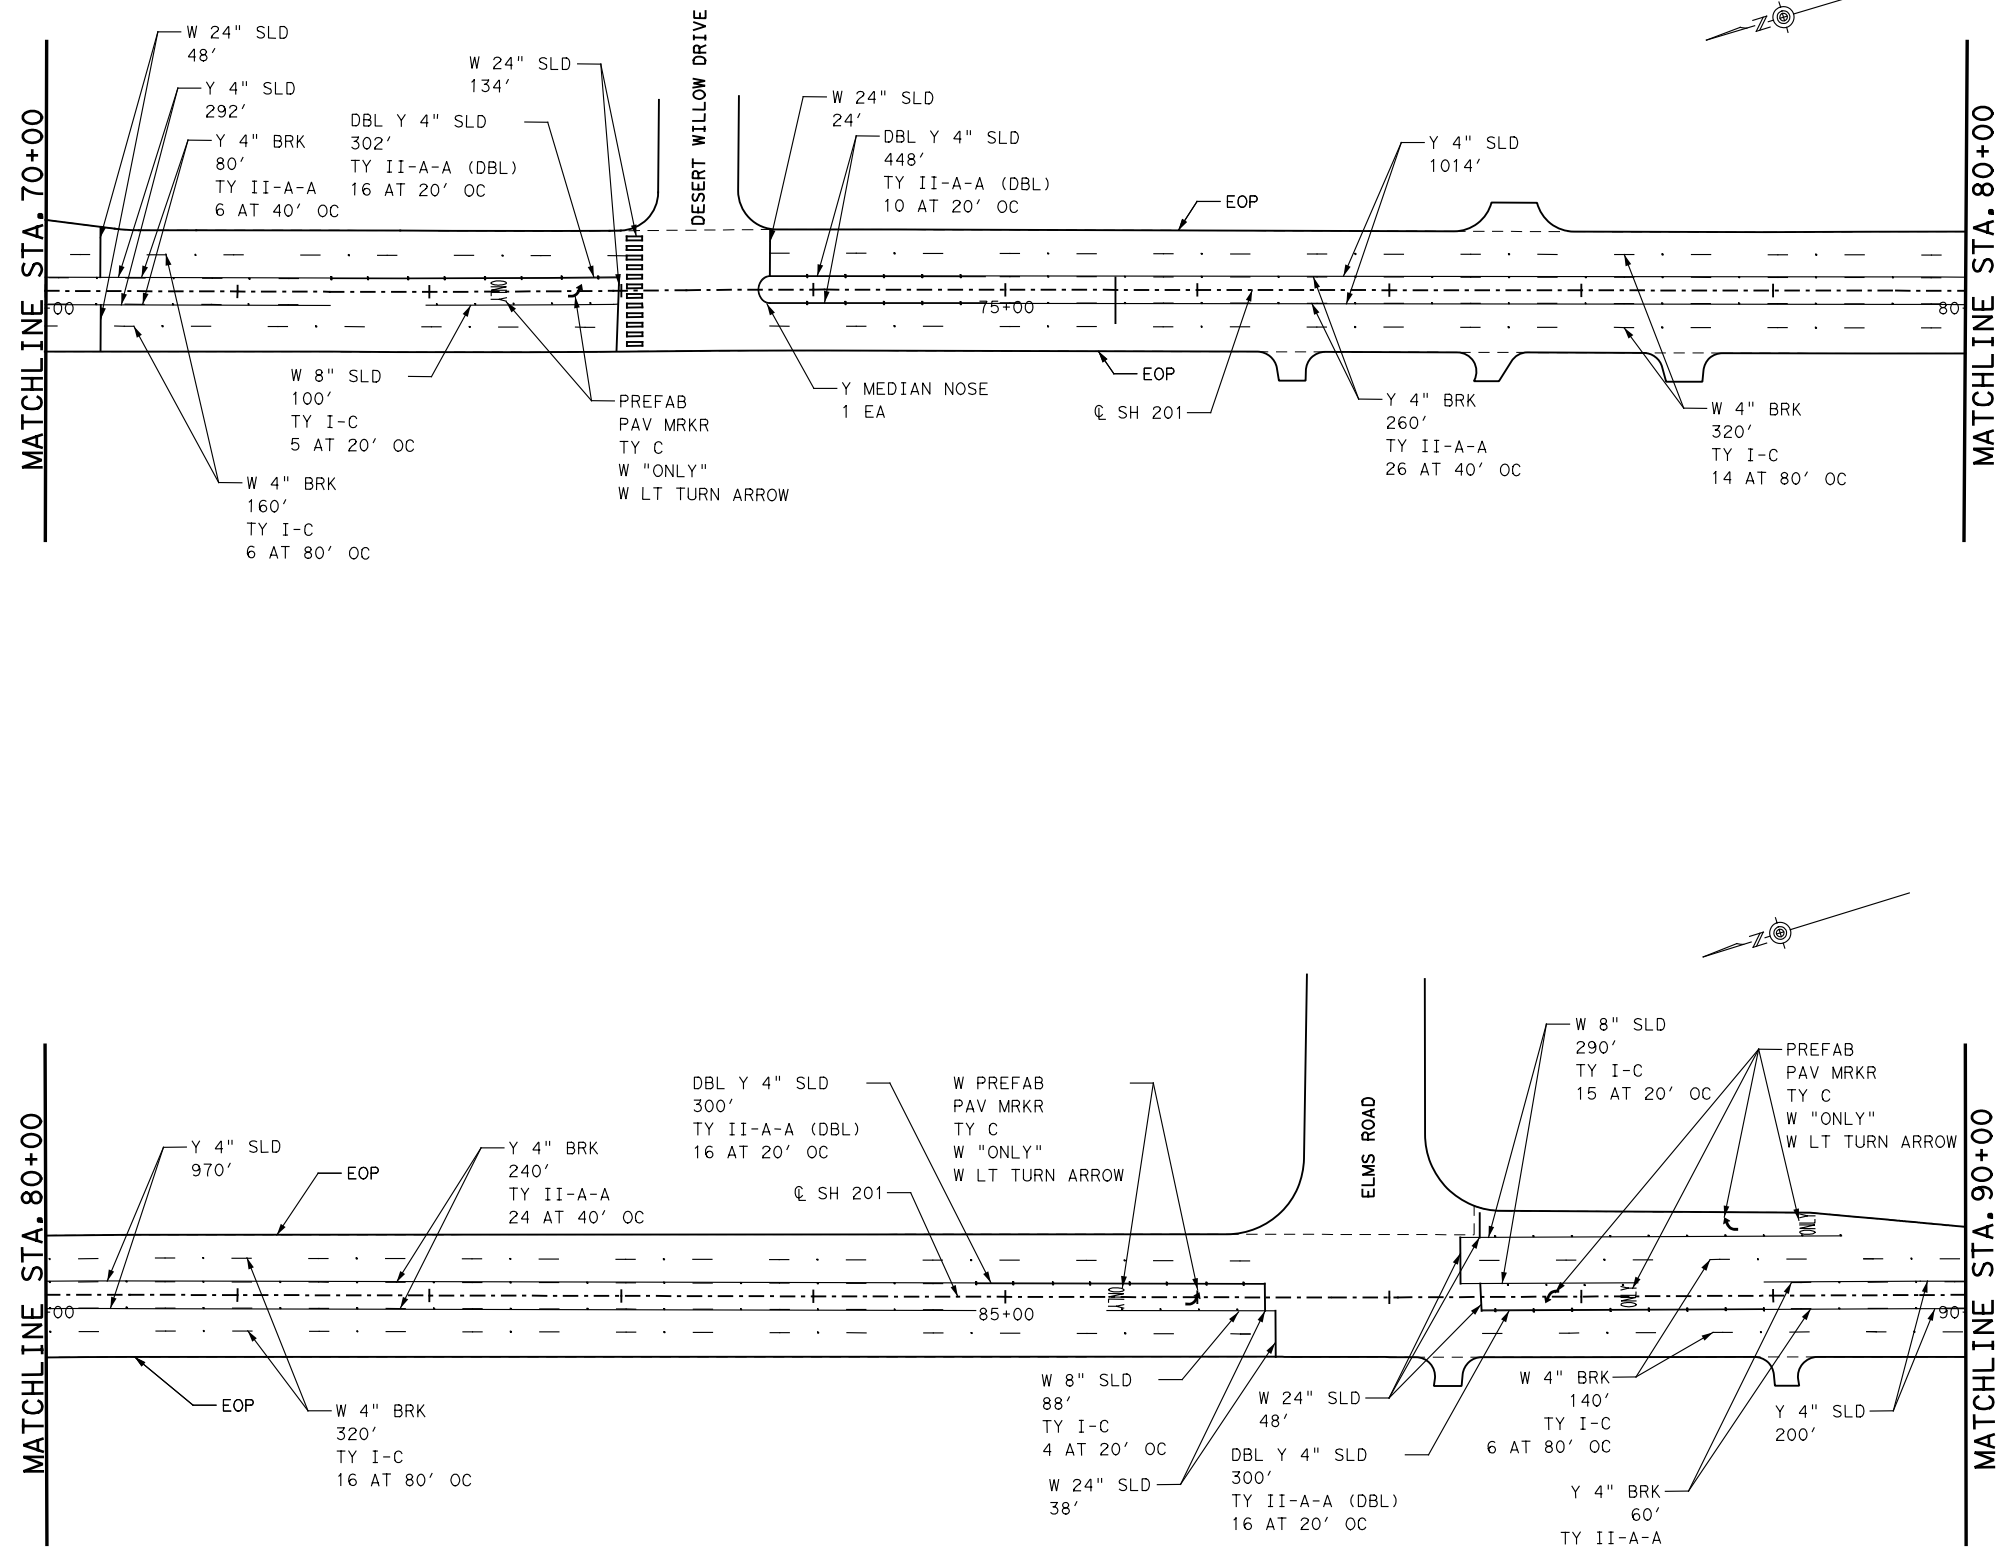 W 24" SLD
48'
Y 4" SLD
292'
Y 4" BRK
80'
TY II-A-A
6 AT 40' OC
DBL Y 4" SLD
302'
TY II-A-A (DBL)
16 AT 20' OC
W 24" SLD
134'
DESERT WILLOW DRIVE
W 24" SLD
24'
DBL Y 4" SLD
448'
TY II-A-A (DBL)
10 AT 20' OC
EOP
Y 4" SLD
1014'
N
MATCHLINE STA. 70+00
MATCHLINE STA. 80+00
00
ONLY
75+00
80
W 8" SLD
100'
TY I-C
5 AT 20' OC
W 4" BRK
160'
TY I-C
6 AT 80' OC
PREFAB
PAV MRKR
TY C
W "ONLY"
W LT TURN ARROW
Y MEDIAN NOSE
1 EA
EOP
℄ SH 201
Y 4" BRK
260'
TY II-A-A
26 AT 40' OC
W 4" BRK
320'
TY I-C
14 AT 80' OC
N
MATCHLINE STA. 80+00
MATCHLINE STA. 90+00
Y 4" SLD
970'
EOP
Y 4" BRK
240'
TY II-A-A
24 AT 40' OC
DBL Y 4" SLD
300'
TY II-A-A (DBL)
16 AT 20' OC
℄ SH 201
W PREFAB
PAV MRKR
TY C
W "ONLY"
W LT TURN ARROW
ELMS ROAD
W 8" SLD
290'
TY I-C
15 AT 20' OC
PREFAB
PAV MRKR
TY C
W "ONLY"
W LT TURN ARROW
00
85+00
ONLY
ONLY
ONLY
90
EOP
W 4" BRK
320'
TY I-C
16 AT 80' OC
W 8" SLD
88'
TY I-C
4 AT 20' OC
W 24" SLD
38'
W 24" SLD
48'
DBL Y 4" SLD
300'
TY II-A-A (DBL)
16 AT 20' OC
W 4" BRK
140'
TY I-C
6 AT 80' OC
Y 4" BRK
60'
TY II-A-A
Y 4" SLD
200'